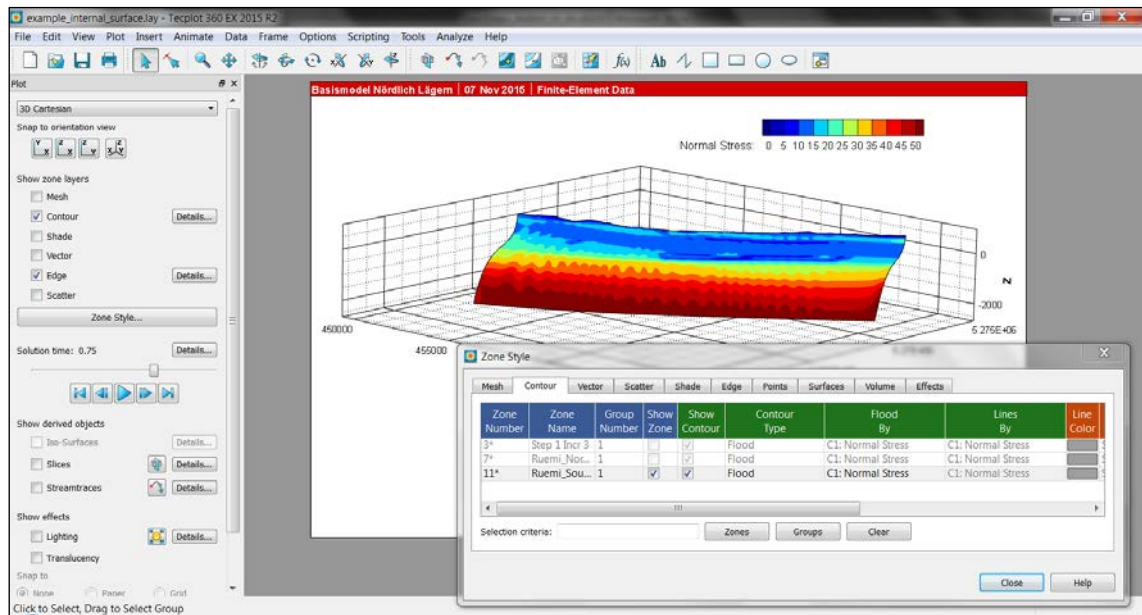 example_internal_surface.lay - Tecplot 360 EX 2015 R2
File Edit View Plot Insert Animate Data Frame Options Scripting Tools Analyze Help
Plot
3D Cartesian
Snap to orientation view
Show zone layers
Mesh
Contour Details...
Shade
Vector
Edge Details...
Scatter
Zone Style...
Solution time: 0.75 Details...
Show derived objects
Iso-Surfaces Details...
Slices Details...
Streamtraces Details...
Show effects
Lighting Details...
Translucency
Snap to
None Paper Grid
Click to Select, Drag to Select Group
Basismodel Nördlich Lägern | 07 Nov 2016 | Finite-Element Data
Normal Stress: 0 5 10 15 20 25 30 35 40 45 50
0
Z
-2000
5.275E+06
450000
455000
Zone Style
Mesh Contour Vector Scatter Shade Edge Points Surfaces Volume Effects
Zone Number Zone Name Group Number Show Zone Show Contour Contour Type Flood By Lines By Line Color
3* Step 1 Incr 3 1 Flood C1: Normal Stress C1: Normal Stress
7* Ruemi_Nor... 1 Flood C1: Normal Stress C1: Normal Stress
11* Ruemi_Sou... 1 Flood C1: Normal Stress C1: Normal Stress
Selection criteria: Zones Groups Clear
Close Help